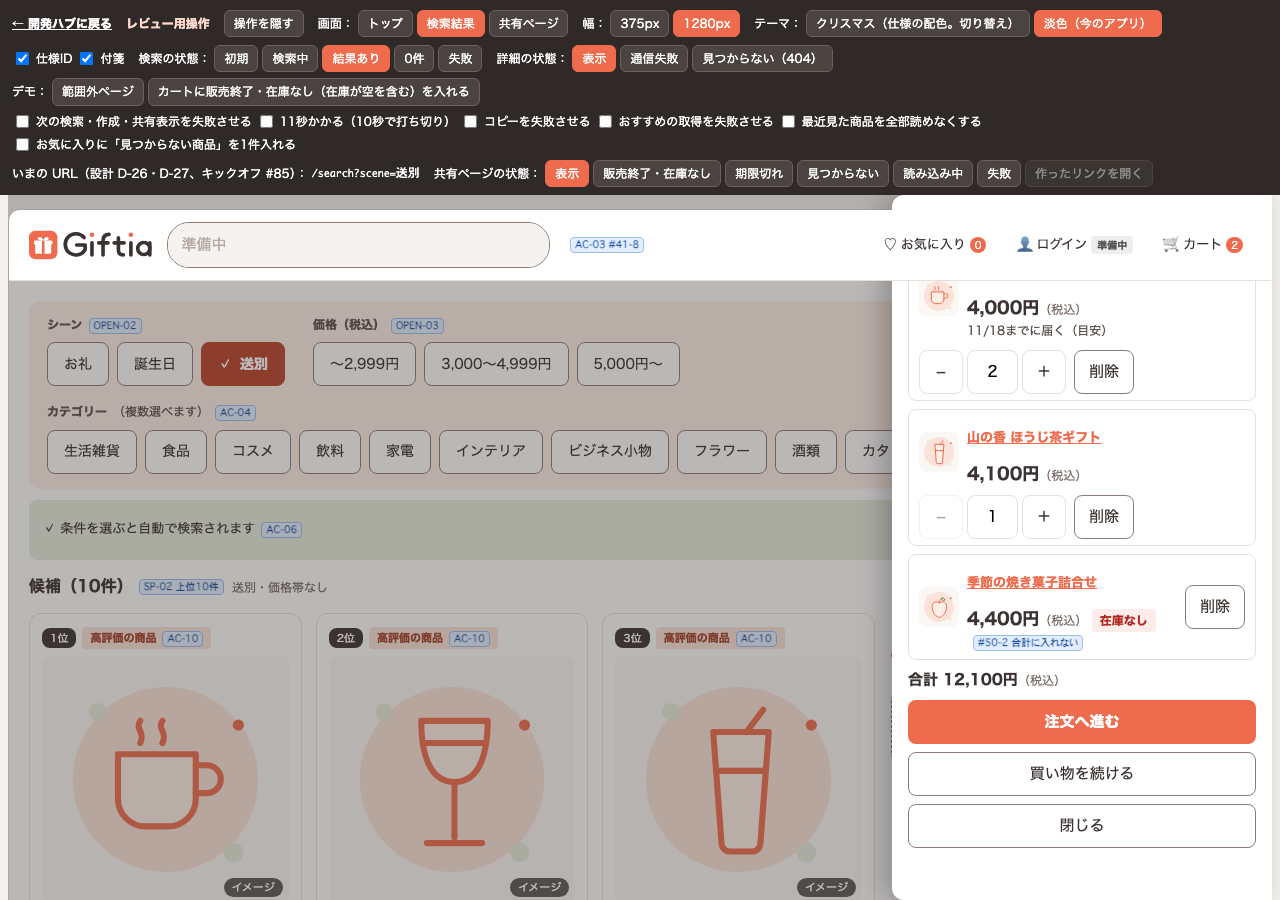 ← 開発ハブに戻る レビュー用操作 操作を隠す 画面： トップ 検索結果 共有ページ 幅： 375px 1280px テーマ： クリスマス（仕様の配色。切り替え） 淡色（今のアプリ）
仕様ID 付箋 検索の状態： 初期 検索中 結果あり 0件 失敗 詳細の状態： 表示 通信失敗 見つからない（404）
デモ： 範囲外ページ カートに販売終了・在庫なし（在庫が空を含む）を入れる
次の検索・作成・共有表示を失敗させる 11秒かかる（10秒で打ち切り） コピーを失敗させる おすすめの取得を失敗させる 最近見た商品を全部読めなくする
お気に入りに「見つからない商品」を1件入れる
いまの URL（設計 D-26・D-27、キックオフ #85）： /search?scene=送別 共有ページの状態： 表示 販売終了・在庫なし 期限切れ 見つからない 読み込み中 失敗 作ったリンクを開く
Giftia 準備中 AC-03 #41-8 ♡ お気に入り 0 ログイン 準備中 カート 2
シーン OPEN-02 価格（税込） OPEN-03
お礼 誕生日 ✓ 送別 〜2,999円 3,000〜4,999円 5,000円〜
カテゴリー （複数選べます） AC-04
生活雑貨 食品 コスメ 飲料 家電 インテリア ビジネス小物 フラワー 酒類 カタ
✓ 条件を選ぶと自動で検索されます AC-06
候補（10件） SP-02 上位10件 送別・価格帯なし
1位 高評価の商品 AC-10
イメージ
2位 高評価の商品 AC-10
イメージ
3位 高評価の商品 AC-10
イメージ
4,000円（税込）
11/18までに届く（目安）
− 2 ＋ 削除
山の香 ほうじ茶ギフト
4,100円（税込）
− 1 ＋ 削除
季節の焼き菓子詰合せ
4,400円（税込） 在庫なし 削除
#50-2 合計に入れない
合計 12,100円（税込）
注文へ進む
買い物を続ける
閉じる